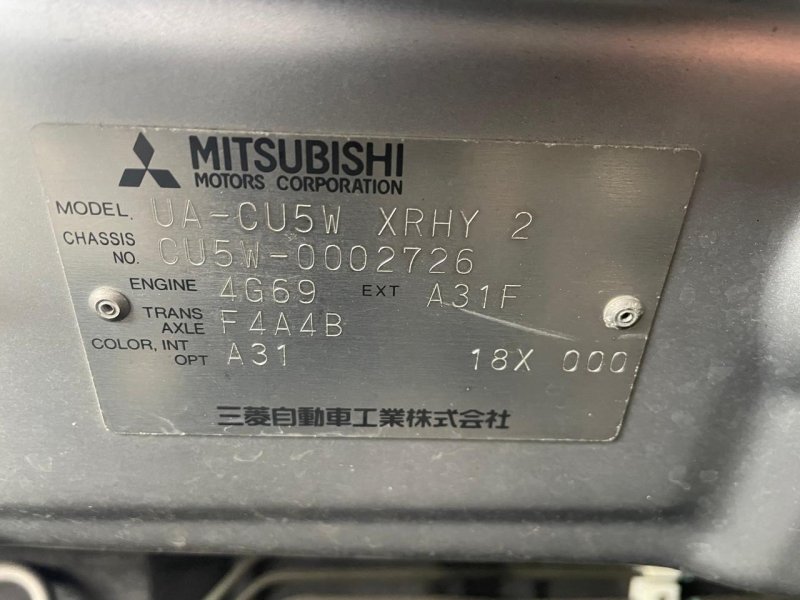 MITSUBISHI
MOTORS CORPORATION
MODEL. UA-CU5W XRHY 2
CHASSIS NO. CU5W-0002726
ENGINE 4G69 EXT A31F
TRANS AXLE F4A4B
COLOR, INT OPT A31 18X 000
三菱自動車工業株式会社